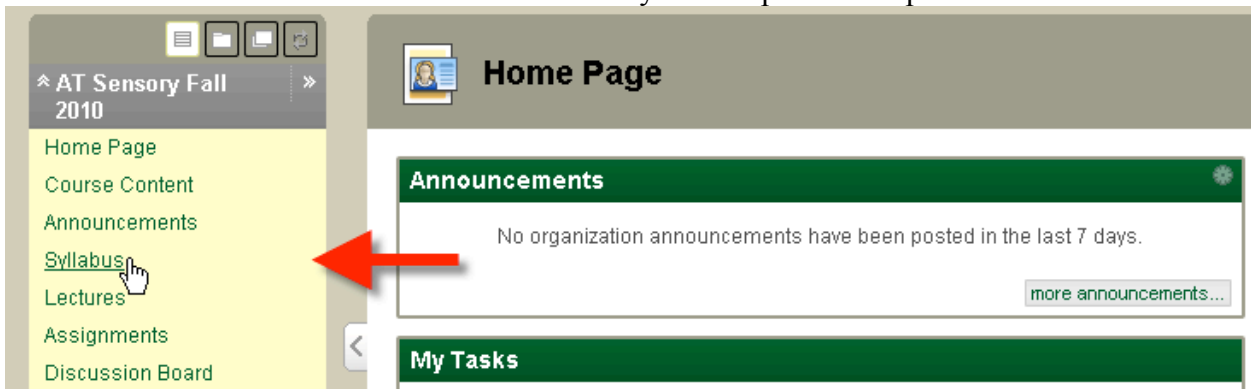 AT Sensory Fall
2010
Home Page
Course Content
Announcements
Syllabus
Lectures
Assignments
Discussion Board
Home Page
Announcements
No organization announcements have been posted in the last 7 days.
more announcements...
My Tasks